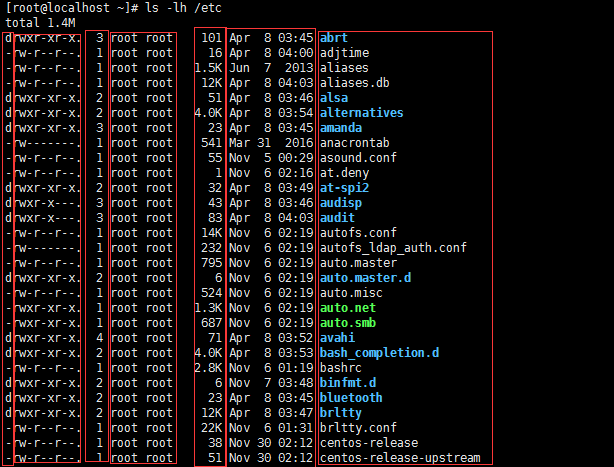 [root@localhost ~]# ls -lh /etc
total 1.4M
drwxr-xr-x. 3 root root 101 Apr 8 03:45 abrt
-rw-r--r--. 1 root root 16 Apr 8 04:00 adjtime
-rw-r--r--. 1 root root 1.5K Jun 7 2013 aliases
-rw-r--r--. 1 root root 12K Apr 8 04:03 aliases.db
drwxr-xr-x. 2 root root 51 Apr 8 03:46 alsa
drwxr-xr-x. 2 root root 4.0K Apr 8 03:54 alternatives
drwxr-xr-x. 3 root root 23 Apr 8 03:45 amanda
-rw-------. 1 root root 541 Mar 31 2016 anacrontab
-rw-r--r--. 1 root root 55 Nov 5 00:29 asound.conf
-rw-r--r--. 1 root root 1 Nov 6 02:16 at.deny
drwxr-xr-x. 2 root root 32 Apr 8 03:49 at-spi2
drwxr-x---. 3 root root 43 Apr 8 03:46 audisp
drwxr-x---. 3 root root 83 Apr 8 04:03 audit
-rw-r--r--. 1 root root 14K Nov 6 02:19 autofs.conf
-rw-------. 1 root root 232 Nov 6 02:19 autofs_ldap_auth.conf
-rw-r--r--. 1 root root 795 Nov 6 02:19 auto.master
drwxr-xr-x. 2 root root 6 Nov 6 02:19 auto.master.d
-rw-r--r--. 1 root root 524 Nov 6 02:19 auto.misc
-rwxr-xr-x. 1 root root 1.3K Nov 6 02:19 auto.net
-rwxr-xr-x. 1 root root 687 Nov 6 02:19 auto.smb
drwxr-xr-x. 4 root root 71 Apr 8 03:52 avahi
drwxr-xr-x. 2 root root 4.0K Apr 8 03:53 bash_completion.d
-rw-r--r--. 1 root root 2.8K Nov 6 01:19 bashrc
drwxr-xr-x. 2 root root 6 Nov 7 03:48 binfmt.d
drwxr-xr-x. 2 root root 23 Apr 8 03:45 bluetooth
drwxr-xr-x. 2 root root 12K Apr 8 03:47 brltty
-rw-r--r--. 1 root root 22K Nov 6 01:31 brltty.conf
-rw-r--r--. 1 root root 38 Nov 30 02:12 centos-release
-rw-r--r--. 1 root root 51 Nov 30 02:12 centos-release-upstream